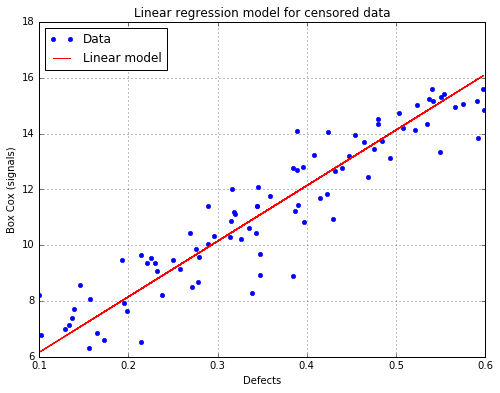 Linear regression model for censored data
18
16
14
12
10
8
6
Box Cox (signals)
Data
Linear model
0.1
0.2
0.3
0.4
0.5
0.6
Defects